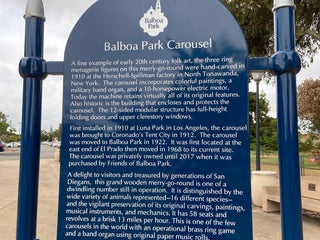 Balboa Park
Balboa Park Carousel
A fine example of early 20th century folk art, the three ring
menagerie figures on this merry-go-round were hand-carved in
1910 at the Herschell-Spillman factory in North Tonawanda,
New York. The carousel incorporates colorful paintings, a
military band organ, and a 10-horsepower electric motor.
Today the machine retains virtually all of its original features.
Also historic is the building that encloses and protects the
carousel. The 12-sided modular structure has full-height
folding doors and upper clerestory windows.
First installed in 1910 at Luna Park in Los Angeles, the carousel
was brought to Coronado's Tent City in 1912. The carousel
was moved to Balboa Park in 1922. It was first located at the
east end of El Prado then moved in 1968 to its current site.
The carousel was privately owned until 2017 when it was
purchased by Friends of Balboa Park.
A delight to visitors and treasured by generations of San
Diegans, this grand wooden merry-go-round is one of a
dwindling number still in operation. It is distinguished by the
wide variety of animals represented—16 different species—
and the vigilant preservation of its original carvings, paintings,
musical instruments, and mechanics. It has 58 seats and
revolves at a brisk 13 miles per hour. This is one of the few
carousels in the world with an operational brass ring game
and a band organ using original paper music rolls.